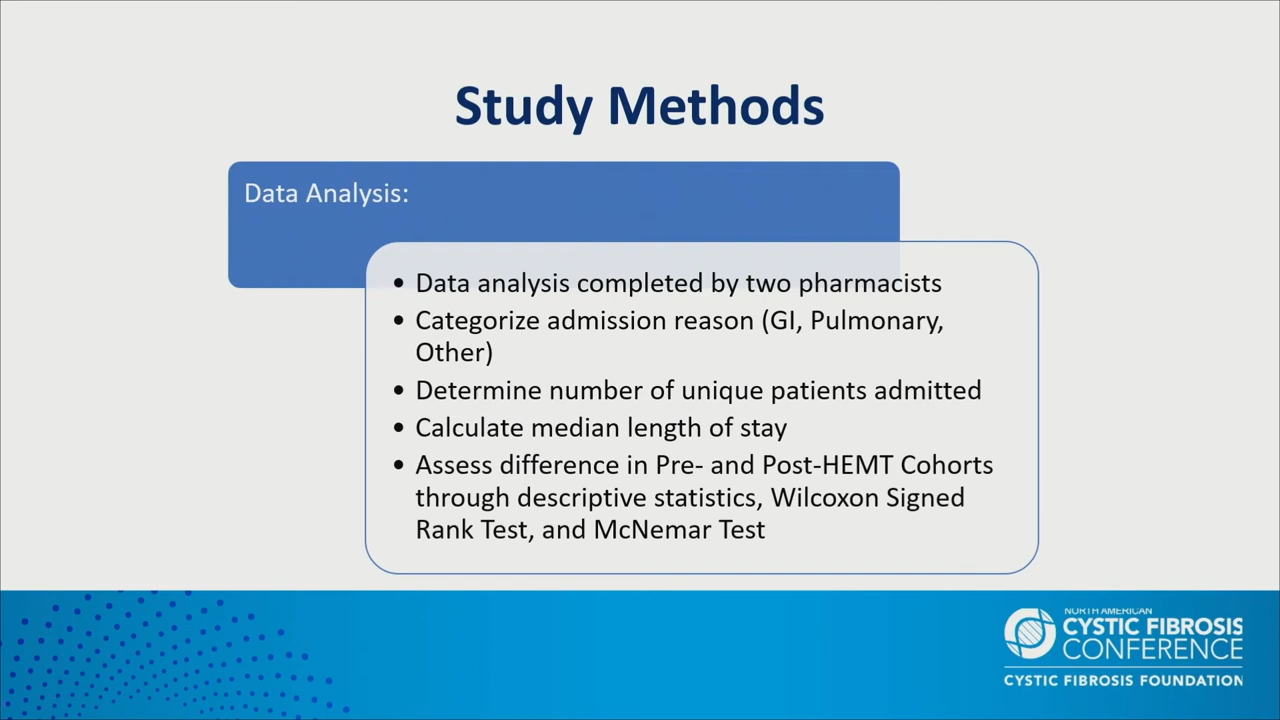 Study Methods
Data Analysis:
• Data analysis completed by two pharmacists
• Categorize admission reason (GI, Pulmonary,
Other)
• Determine number of unique patients admitted
• Calculate median length of stay
• Assess difference in Pre- and Post-HEMT Cohorts
through descriptive statistics, Wilcoxon Signed
Rank Test, and McNemar Test
NORTH AMERICAN
CYSTIC FIBROSIS
CONFERENCE
CYSTIC FIBROSIS FOUNDATION